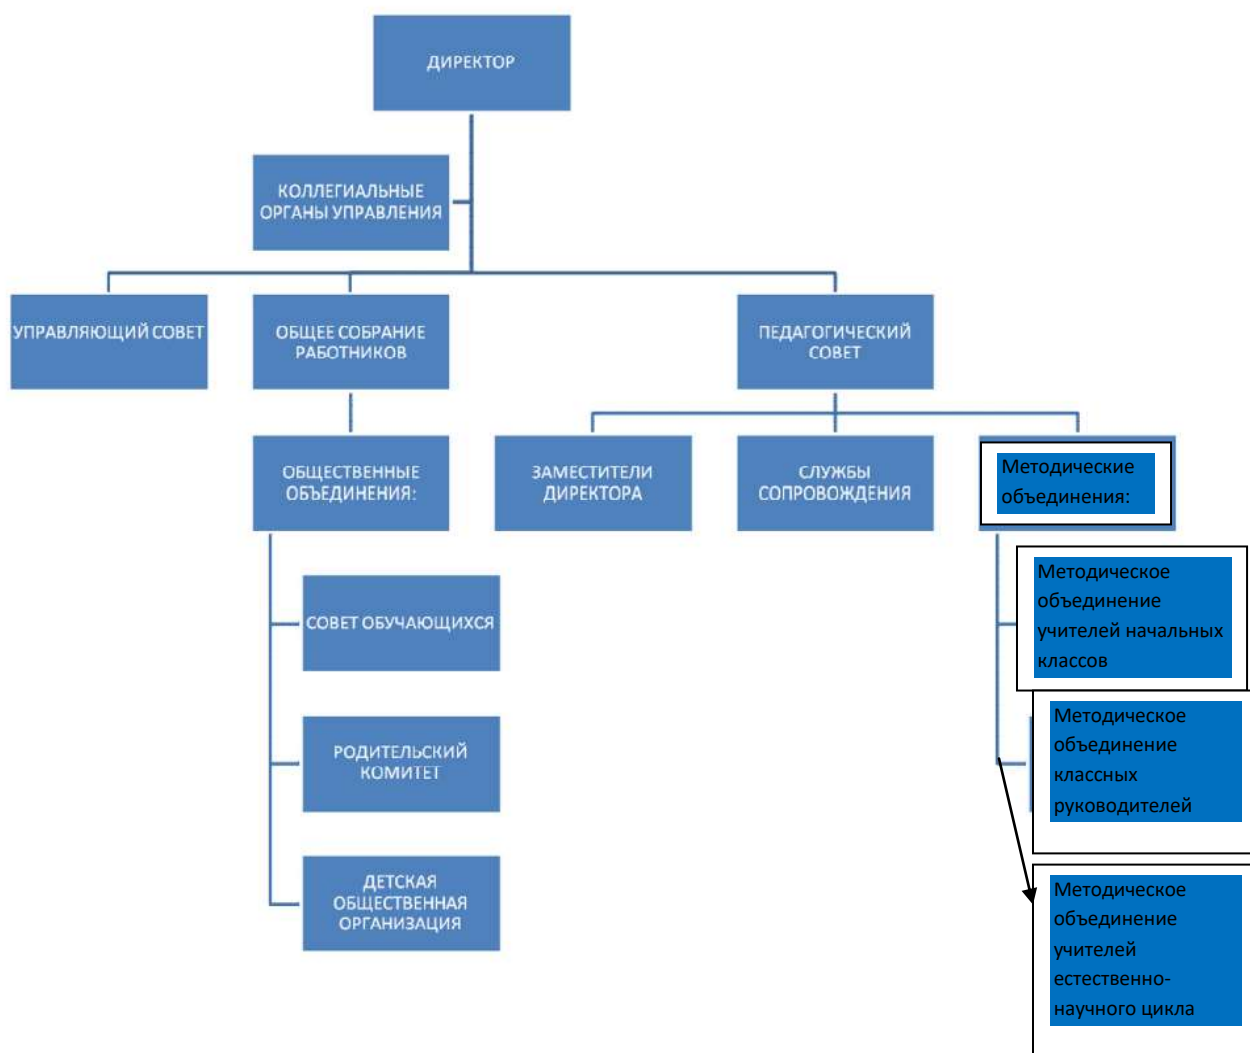 ДИРЕКТОР
КОЛЛЕГИАЛЬНЫЕ
ОРГАНЫ УПРАВЛЕНИЯ
УПРАВЛЯЮЩИЙ СОВЕТ
ОБЩЕЕ СОБРАНИЕ
РАБОТНИКОВ
ПЕДАГОГИЧЕСКИЙ
СОВЕТ
ОБЩЕСТВЕННЫЕ
ОБЪЕДИНЕНИЯ:
ЗАМЕСТИТЕЛИ
ДИРЕКТОРА
СЛУЖБЫ
СОПРОВОЖДЕНИЯ
Методические
объединения:
СОВЕТ ОБУЧАЮЩИХСЯ
РОДИТЕЛЬСКИЙ
КОМИТЕТ
ДЕТСКАЯ
ОБЩЕСТВЕННАЯ
ОРГАНИЗАЦИЯ
Методическое
объединение
учителей начальных
классов
Методическое
объединение
классных
руководителей
Методическое
объединение
учителей
естественно-
научного цикла